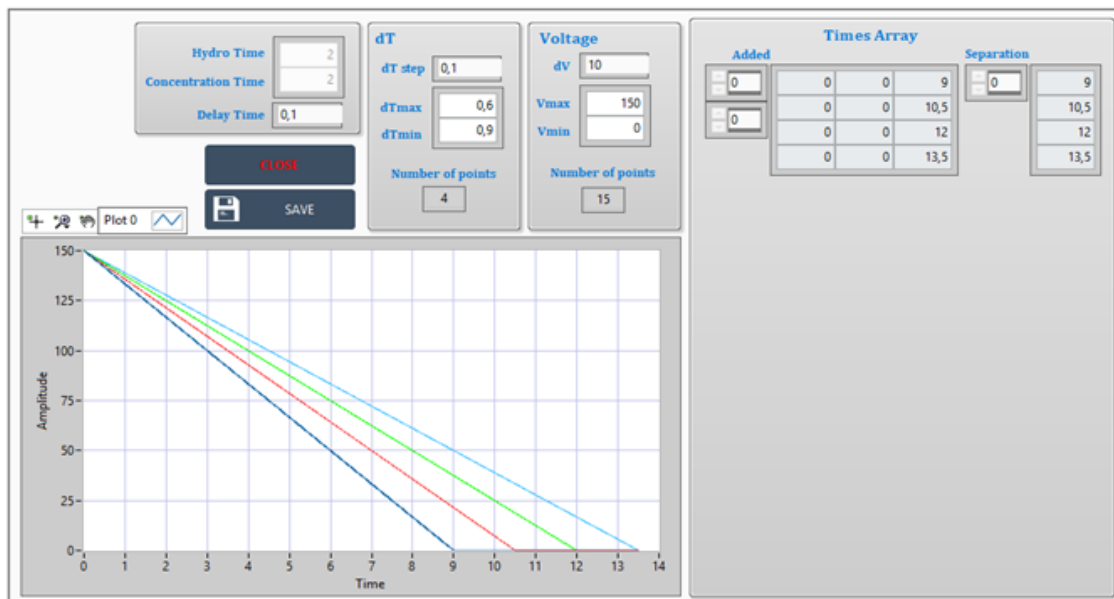 Hydro Time 2
Concentration Time 2
Delay Time 0,1
CLOSE
SAVE
dT
dT step 0,1
dTmax 0,6
dTmin 0,9
Number of points
4
Voltage
dV 10
Vmax 150
Vmin 0
Number of points
15
Times Array
Added
0
0
0 0 9
0 0 10,5
0 0 12
0 0 13,5
Separation
0
9
10,5
12
13,5
Plot 0
Amplitude
150
125
100
75
50
25
0
0 1 2 3 4 5 6 7 8 9 10 11 12 13 14
Time